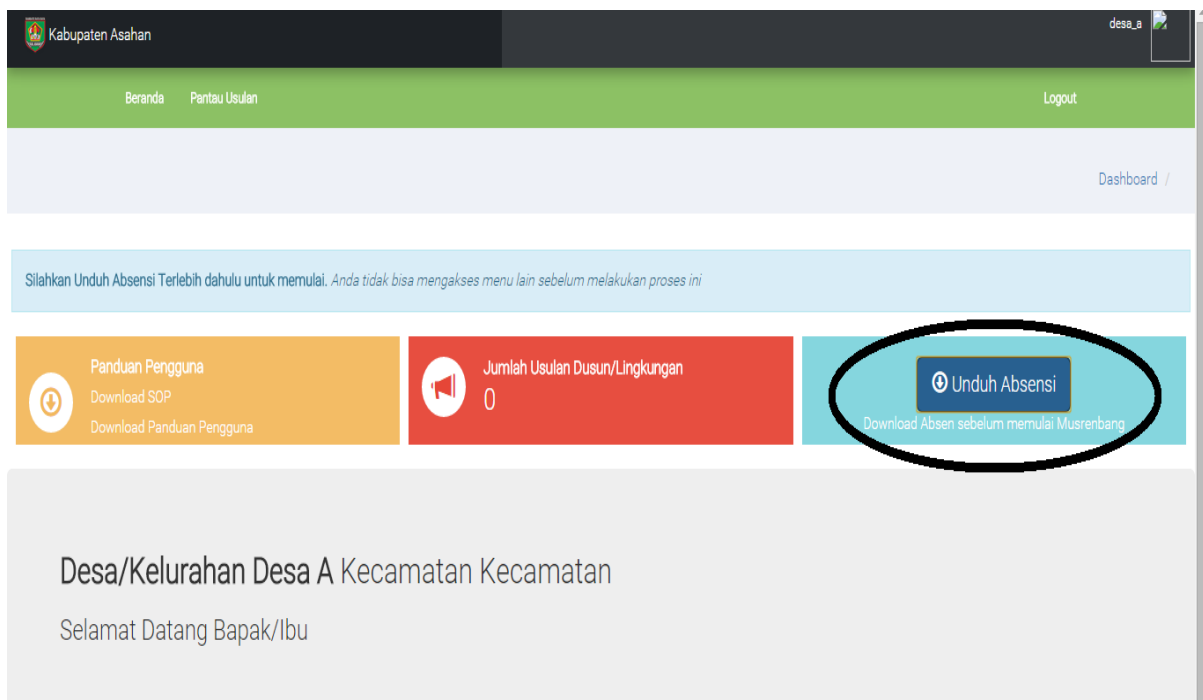 Kabupaten Asahan
desa_a
Beranda Pantau Usulan Logout
Dashboard /
Silahkan Unduh Absensi Terlebih dahulu untuk memulai. Anda tidak bisa mengakses menu lain sebelum melakukan proses ini
Panduan Pengguna
Download SOP
Download Panduan Pengguna
Jumlah Usulan Dusun/Lingkungan
0
Unduh Absensi
Download Absen sebelum memulai Musrenbang
Desa/Kelurahan Desa A Kecamatan Kecamatan
Selamat Datang Bapak/Ibu